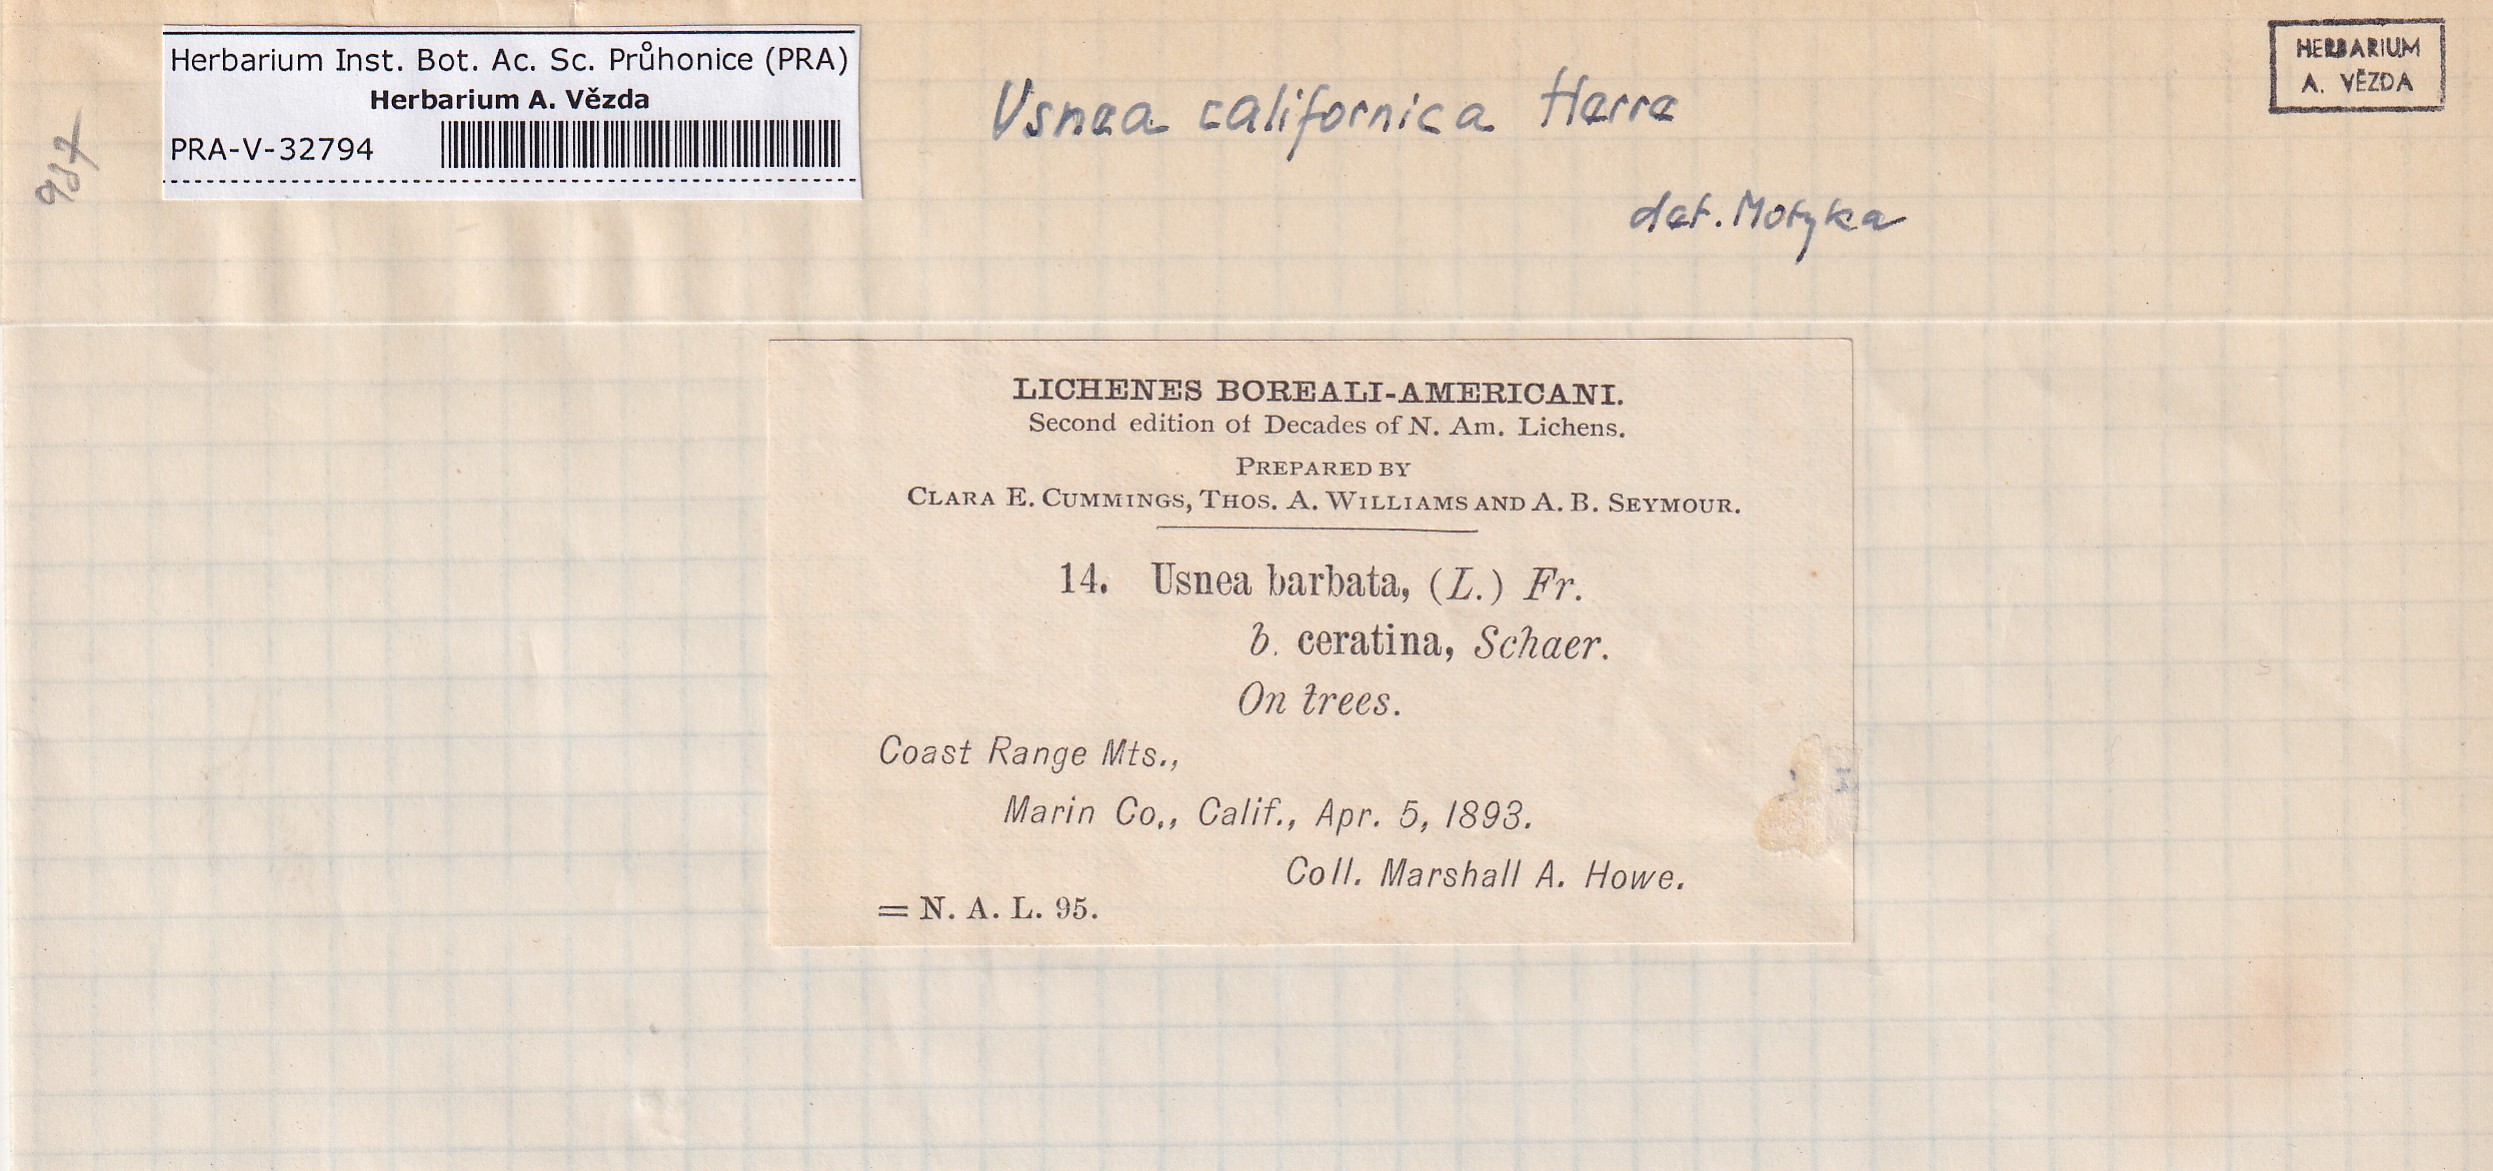 Herbarium Inst. Bot. Ac. Sc. Průhonice (PRA)
Herbarium A. Vězda
PRA-V-32794
HERBARIUM
A. VĚZDA
Usnea californica Herre
det. Motyka
LICHENES BOREALI-AMERICANI.
Second edition of Decades of N. Am. Lichens.
PREPARED BY
CLARA E. CUMMINGS, THOS. A. WILLIAMS AND A. B. SEYMOUR.
14. Usnea barbata, (L.) Fr.
b. ceratina, Schaer.
On trees.
Coast Range Mts.,
Marin Co., Calif., Apr. 5, 1893.
Coll. Marshall A. Howe.
= N. A. L. 95.